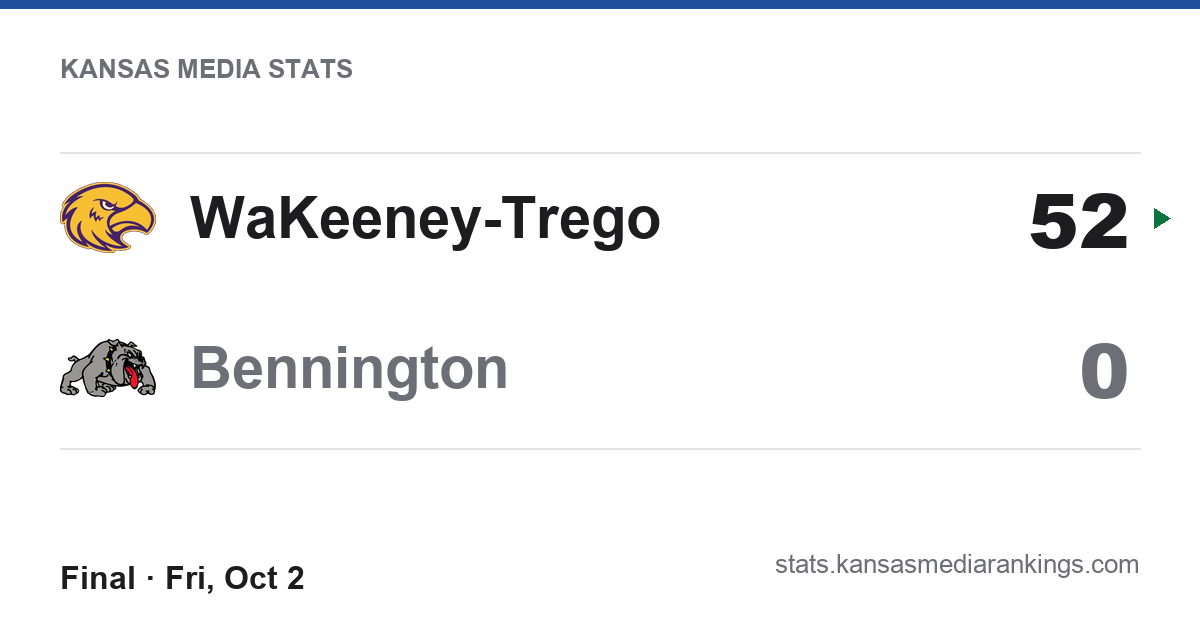 KANSAS MEDIA STATS
WaKeeney-Trego 52
Bennington 0
Final · Fri, Oct 2
stats.kansasmediarankings.com